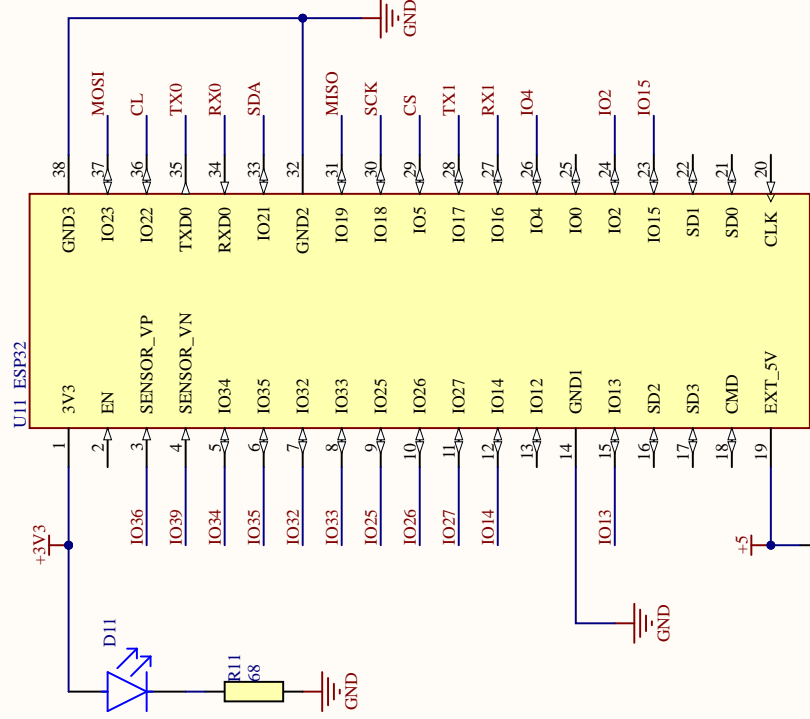 GND
MOSI
CL
TX0
RX0
SDA
MISO
SCK
CS
TX1
RX1
IO4
IO2
IO15
38
37
36
35
34
33
32
31
30
29
28
27
26
25
24
23
22
21
20
GND3
IO23
IO22
TXD0
RXD0
IO21
GND2
IO19
IO18
IO5
IO17
IO16
IO4
IO0
IO2
IO15
SD1
SD0
CLK
U11 ESP32
3V3
EN
SENSOR_VP
SENSOR_VN
IO34
IO35
IO32
IO33
IO25
IO26
IO27
IO14
IO12
GND1
IO13
SD2
SD3
CMD
EXT_5V
1
2
3
4
5
6
7
8
9
10
11
12
13
14
15
16
17
18
19
+3V3
IO36
IO39
IO34
IO35
IO32
IO33
IO25
IO26
IO27
IO14
IO13
+5
GND
D11
R11
68
GND